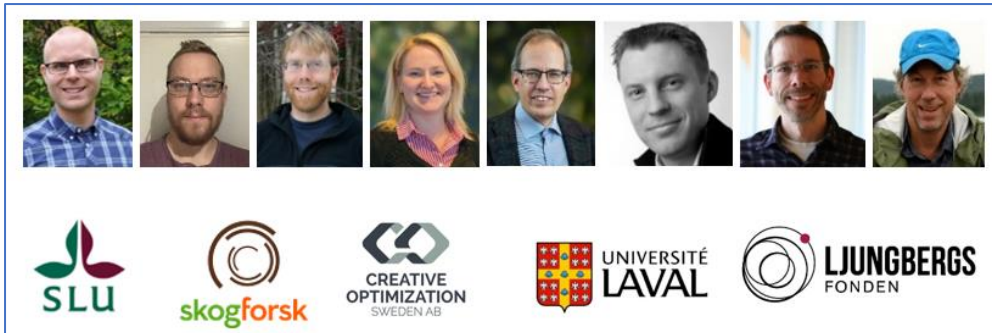 SLU
skogforsk
CREATIVE
OPTIMIZATION
SWEDEN AB
UNIVERSITÉ
LAVAL
LJUNGBERGS
FONDEN